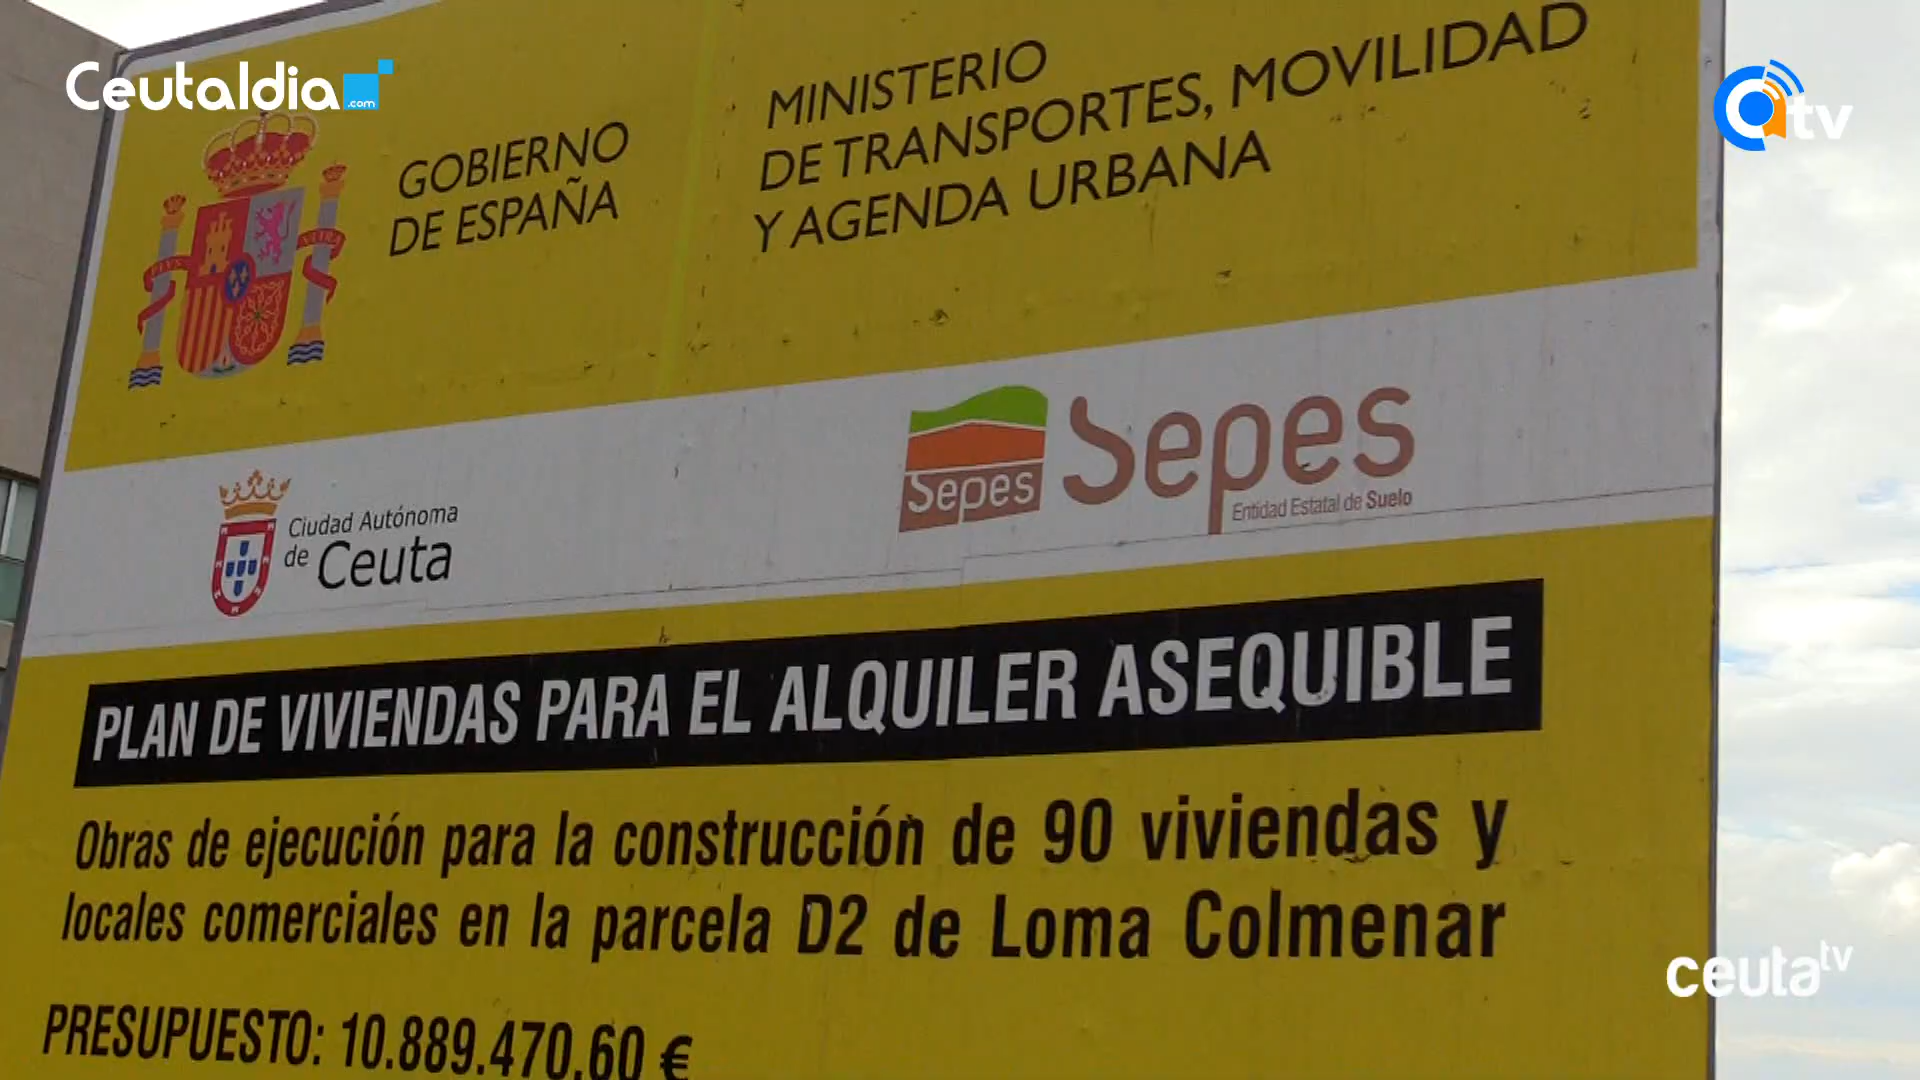 Ceutaldia
.com
tv
GOBIERNO
DE ESPAÑA
MINISTERIO
DE TRANSPORTES, MOVILIDAD
Y AGENDA URBANA
PLVS
VLTRA
Sepes
Sepes
Entidad Estatal de Suelo
Ciudad Autónoma
de Ceuta
PLAN DE VIVIENDAS PARA EL ALQUILER ASEQUIBLE
Obras de ejecución para la construcción de 90 viviendas y
locales comerciales en la parcela D2 de Loma Colmenar
PRESUPUESTO: 10.889.470,60 €
ceuta tv